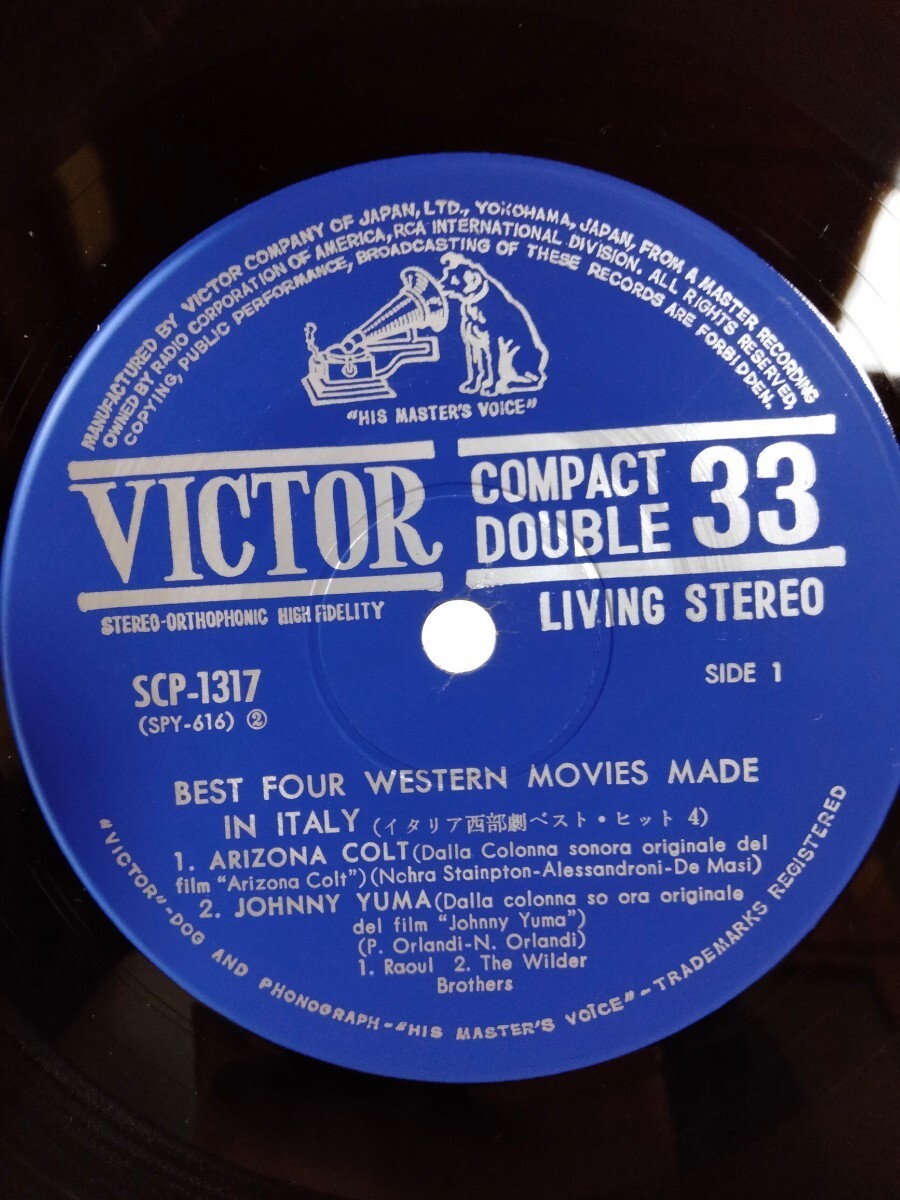 MANUFACTURED BY VICTOR COMPANY OF JAPAN, LTD., YOKOHAMA, JAPAN, FROM A MASTER RECORDING
OWNED BY RADIO CORPORATION OF AMERICA, RCA INTERNATIONAL DIVISION. ALL RIGHTS RESERVED,
COPYING, PUBLIC PERFORMANCE, BROADCASTING OF THESE RECORDS ARE FORBIDDEN.
"HIS MASTER'S VOICE"
VICTOR
COMPACT
DOUBLE 33
STEREO-ORTHOPHONIC HIGH FIDELITY
LIVING STEREO
SCP-1317
(SPY-616) ②
SIDE 1
BEST FOUR WESTERN MOVIES MADE
IN ITALY (イタリア西部劇ベスト・ヒット 4)
1. ARIZONA COLT (Dalla Colonna sonora originale del
film "Arizona Colt") (Nchra Stainpton-Alessandroni-De Masi)
2. JOHNNY YUMA (Dalla colonna so ora originale
del film "Johnny Yuma")
(P. Orlandi-N. Orlandi)
1. Raoul 2. The Wilder
Brothers
"VICTOR"-DOG AND PHONOGRAPH-"HIS MASTER'S VOICE"-TRADEMARKS REGISTERED